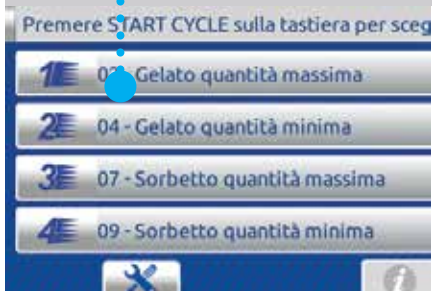 Premere START CYCLE sulla tastiera per sceg
1 Gelato quantità massima
2 04 - Gelato quantità minima
3 07 - Sorbetto quantità massima
4 09 - Sorbetto quantità minima
i